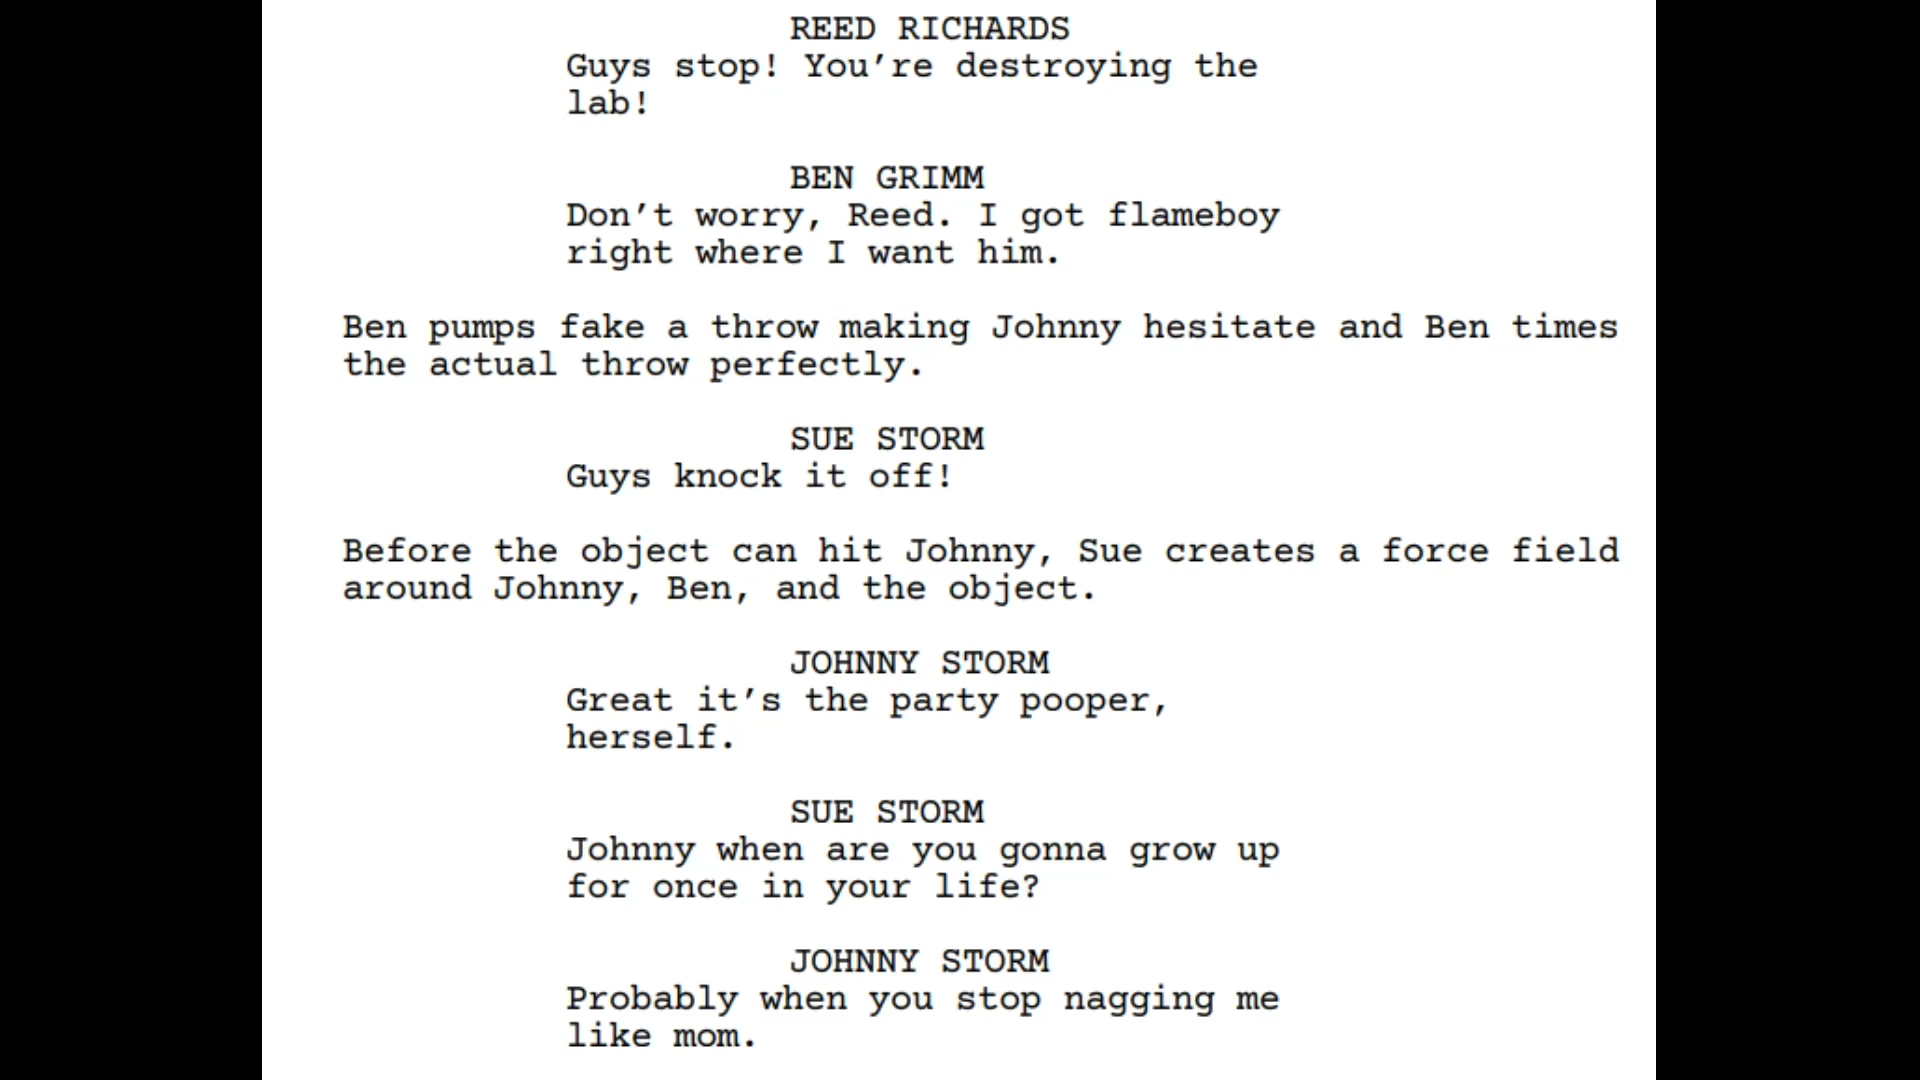 REED RICHARDS
Guys stop! You’re destroying the
lab!
BEN GRIMM
Don’t worry, Reed. I got flameboy
right where I want him.
Ben pumps fake a throw making Johnny hesitate and Ben times
the actual throw perfectly.
SUE STORM
Guys knock it off!
Before the object can hit Johnny, Sue creates a force field
around Johnny, Ben, and the object.
JOHNNY STORM
Great it’s the party pooper,
herself.
SUE STORM
Johnny when are you gonna grow up
for once in your life?
JOHNNY STORM
Probably when you stop nagging me
like mom.